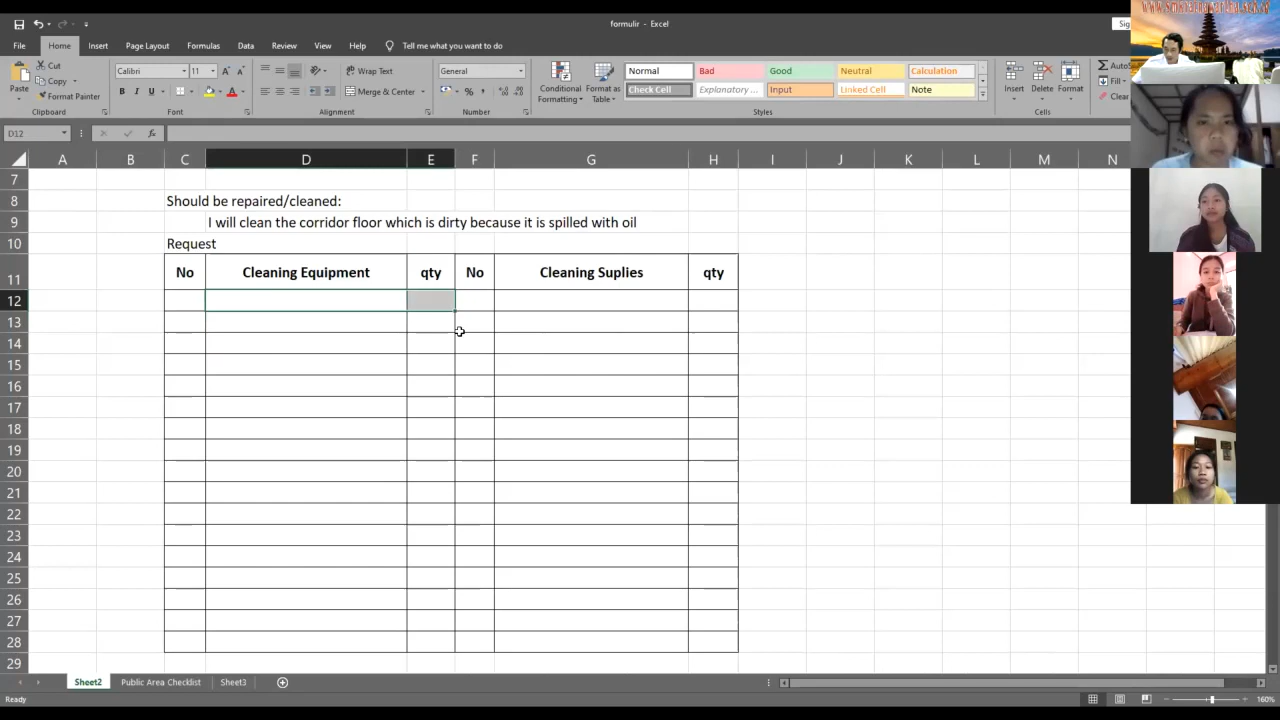 formulir - Excel
File Home Insert Page Layout Formulas Data Review View Help Tell me what you want to do
Cut
Copy
Format Painter
Paste
Calibri 11
B I U
Wrap Text
Merge & Center
General
Conditional Formatting
Format as Table
Normal Bad Good Neutral Calculation
Check Cell Explanatory ... Input Linked Cell Note
Insert Delete Format
Fill
Clear
Clipboard Font Alignment Number Styles Cells
D12 fx
A B C D E F G H I J K L M N
7
8 Should be repaired/cleaned:
9 I will clean the corridor floor which is dirty because it is spilled with oil
10 Request
11 No Cleaning Equipment qty No Cleaning Suplies qty
12
13
14
15
16
17
18
19
20
21
22
23
24
25
26
27
28
29
Sheet2 Public Area Checklist Sheet3
Ready 160%